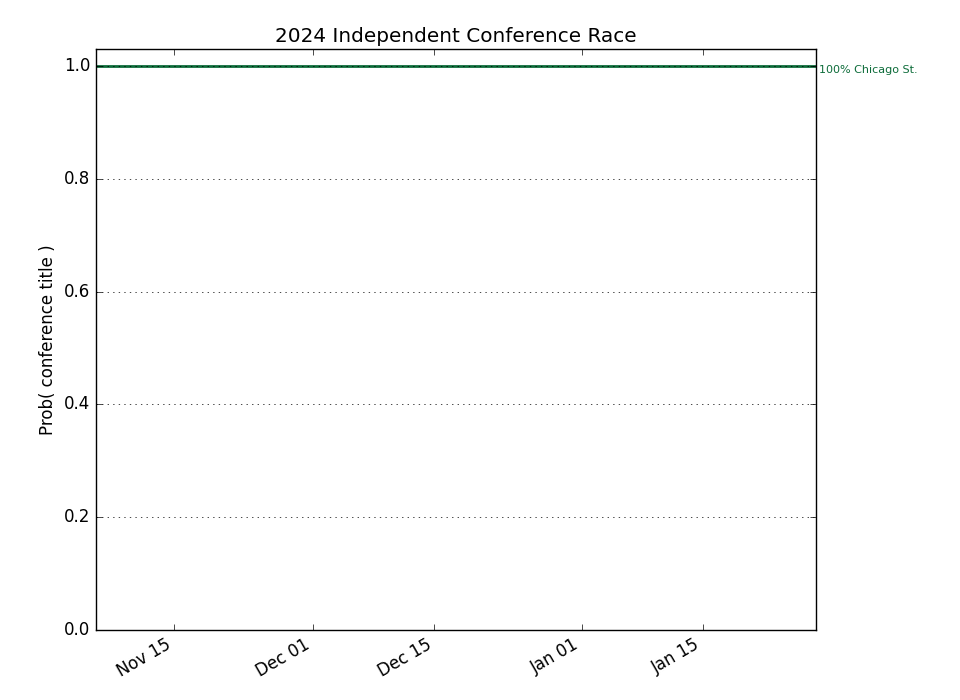 2024 Independent Conference Race
1.0
100% Chicago St.
0.8
0.6
Prob( conference title )
0.4
0.2
0.0
Nov 15
Dec 01
Dec 15
Jan 01
Jan 15